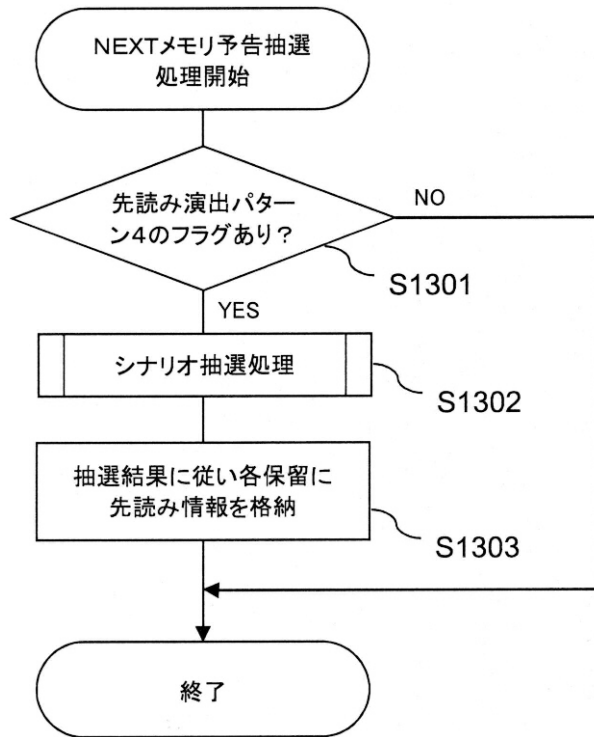 NEXTメモリ予告抽選
処理開始
先読み演出パター
ン4のフラグあり?
NO
S1301
YES
シナリオ抽選処理
S1302
抽選結果に従い各保留に
先読み情報を格納
S1303
終了